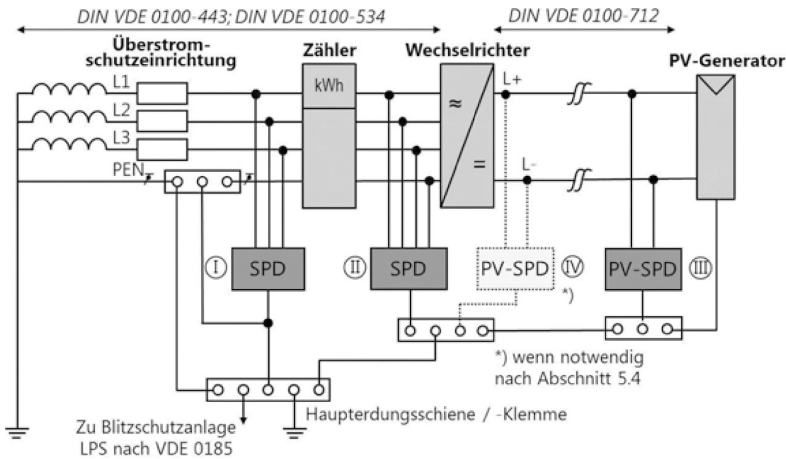 DIN VDE 0100-443; DIN VDE 0100-534
DIN VDE 0100-712
Überstrom-
schutzeinrichtung
Zähler
Wechselrichter
PV-Generator
L1
kWh
L+
L2
≈
L3
PEN
=
L-
I
SPD
II
SPD
PV-SPD
IV
PV-SPD
III
*)
*) wenn notwendig
nach Abschnitt 5.4
Haupterdungsschiene / -Klemme
Zu Blitzschutzanlage
LPS nach VDE 0185